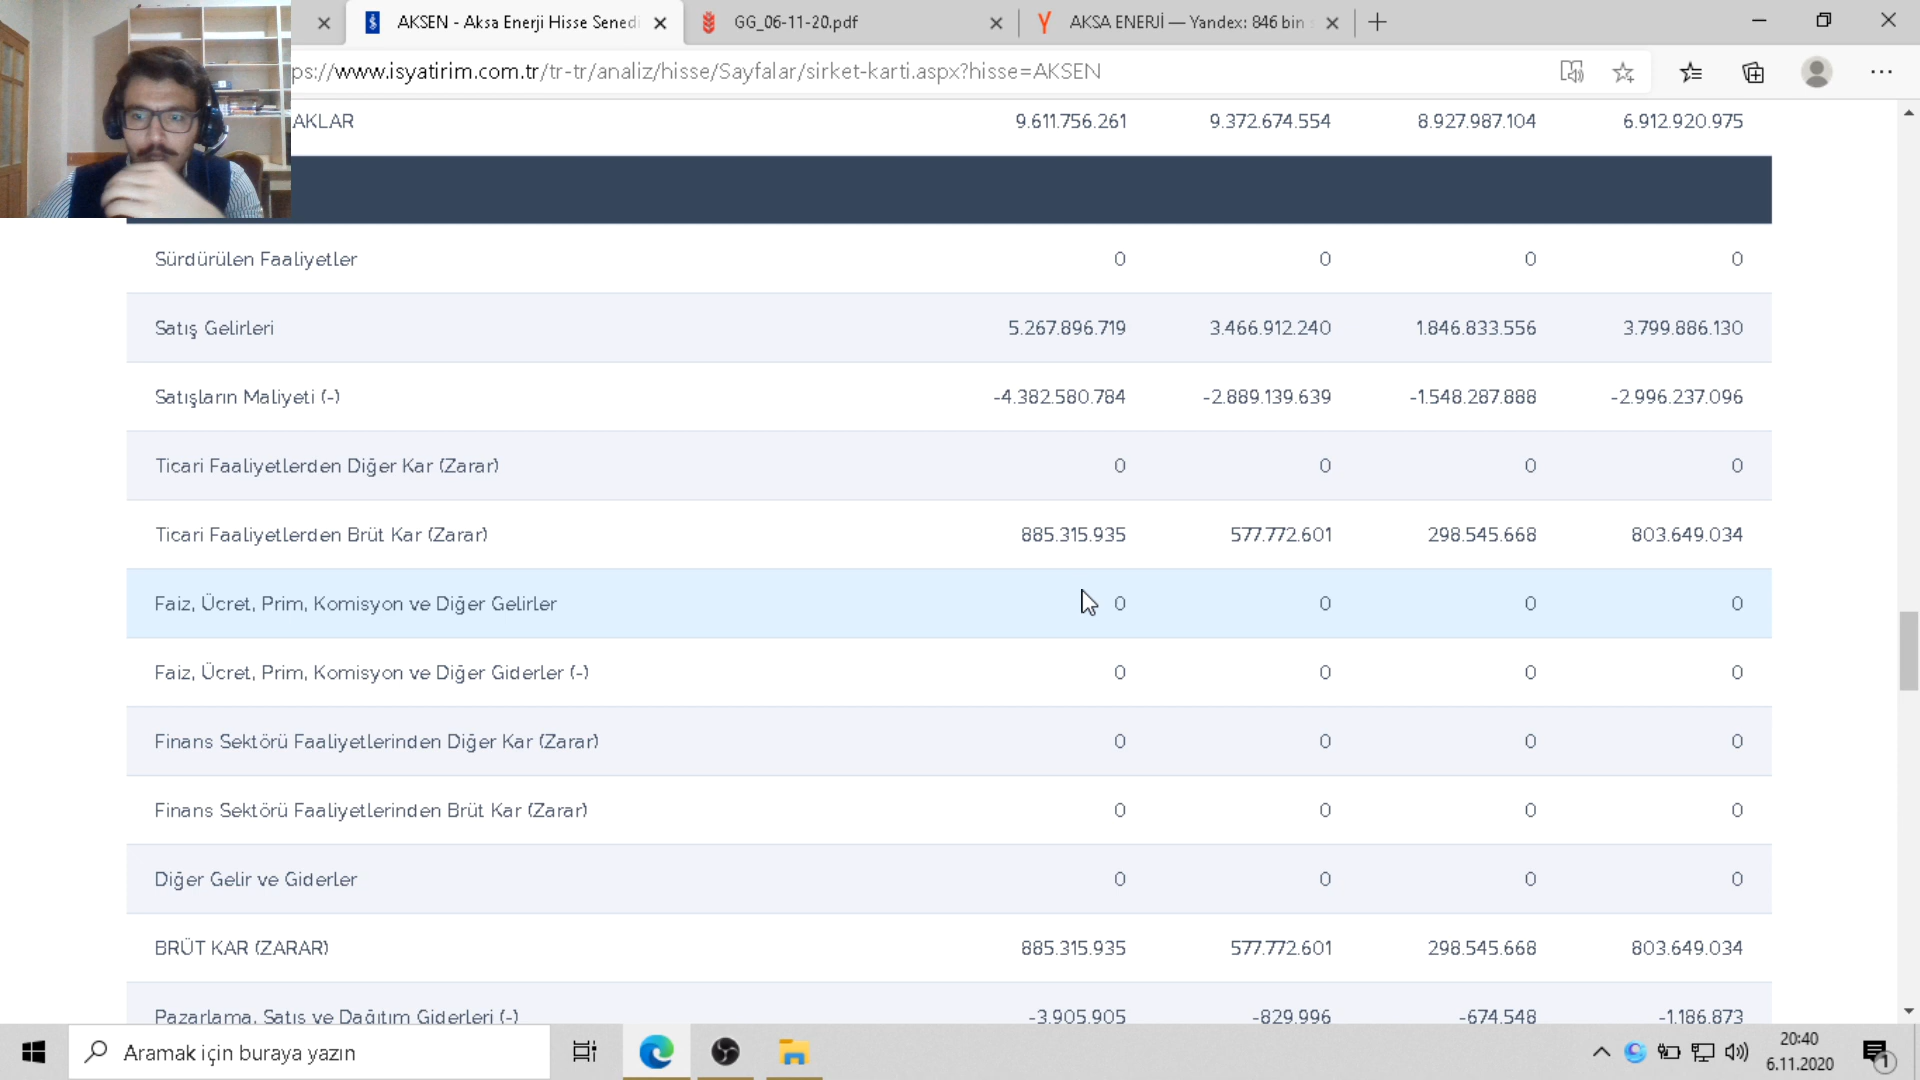 AKSEN - Aksa Enerji Hisse Senedi
GG_06-11-20.pdf
AKSA ENERJİ — Yandex: 846 bin
ps://www.isyatirim.com.tr/tr-tr/analiz/hisse/Sayfalar/sirket-karti.aspx?hisse=AKSEN
AKLAR 9.611.756.261 9.372.674.554 8.927.987.104 6.912.920.975
Sürdürülen Faaliyetler 0 0 0 0
Satış Gelirleri 5.267.896.719 3.466.912.240 1.846.833.556 3.799.886.130
Satışların Maliyeti (-) -4.382.580.784 -2.889.139.639 -1.548.287.888 -2.996.237.096
Ticari Faaliyetlerden Diğer Kar (Zarar) 0 0 0 0
Ticari Faaliyetlerden Brüt Kar (Zarar) 885.315.935 577.772.601 298.545.668 803.649.034
Faiz, Ücret, Prim, Komisyon ve Diğer Gelirler 0 0 0 0
Faiz, Ücret, Prim, Komisyon ve Diğer Giderler (-) 0 0 0 0
Finans Sektörü Faaliyetlerinden Diğer Kar (Zarar) 0 0 0 0
Finans Sektörü Faaliyetlerinden Brüt Kar (Zarar) 0 0 0 0
Diğer Gelir ve Giderler 0 0 0 0
BRÜT KAR (ZARAR) 885.315.935 577.772.601 298.545.668 803.649.034
Pazarlama, Satış ve Dağıtım Giderleri (-) -3.905.905 -829.996 -674.548 -1.186.873
Aramak için buraya yazın
20:40
6.11.2020
1